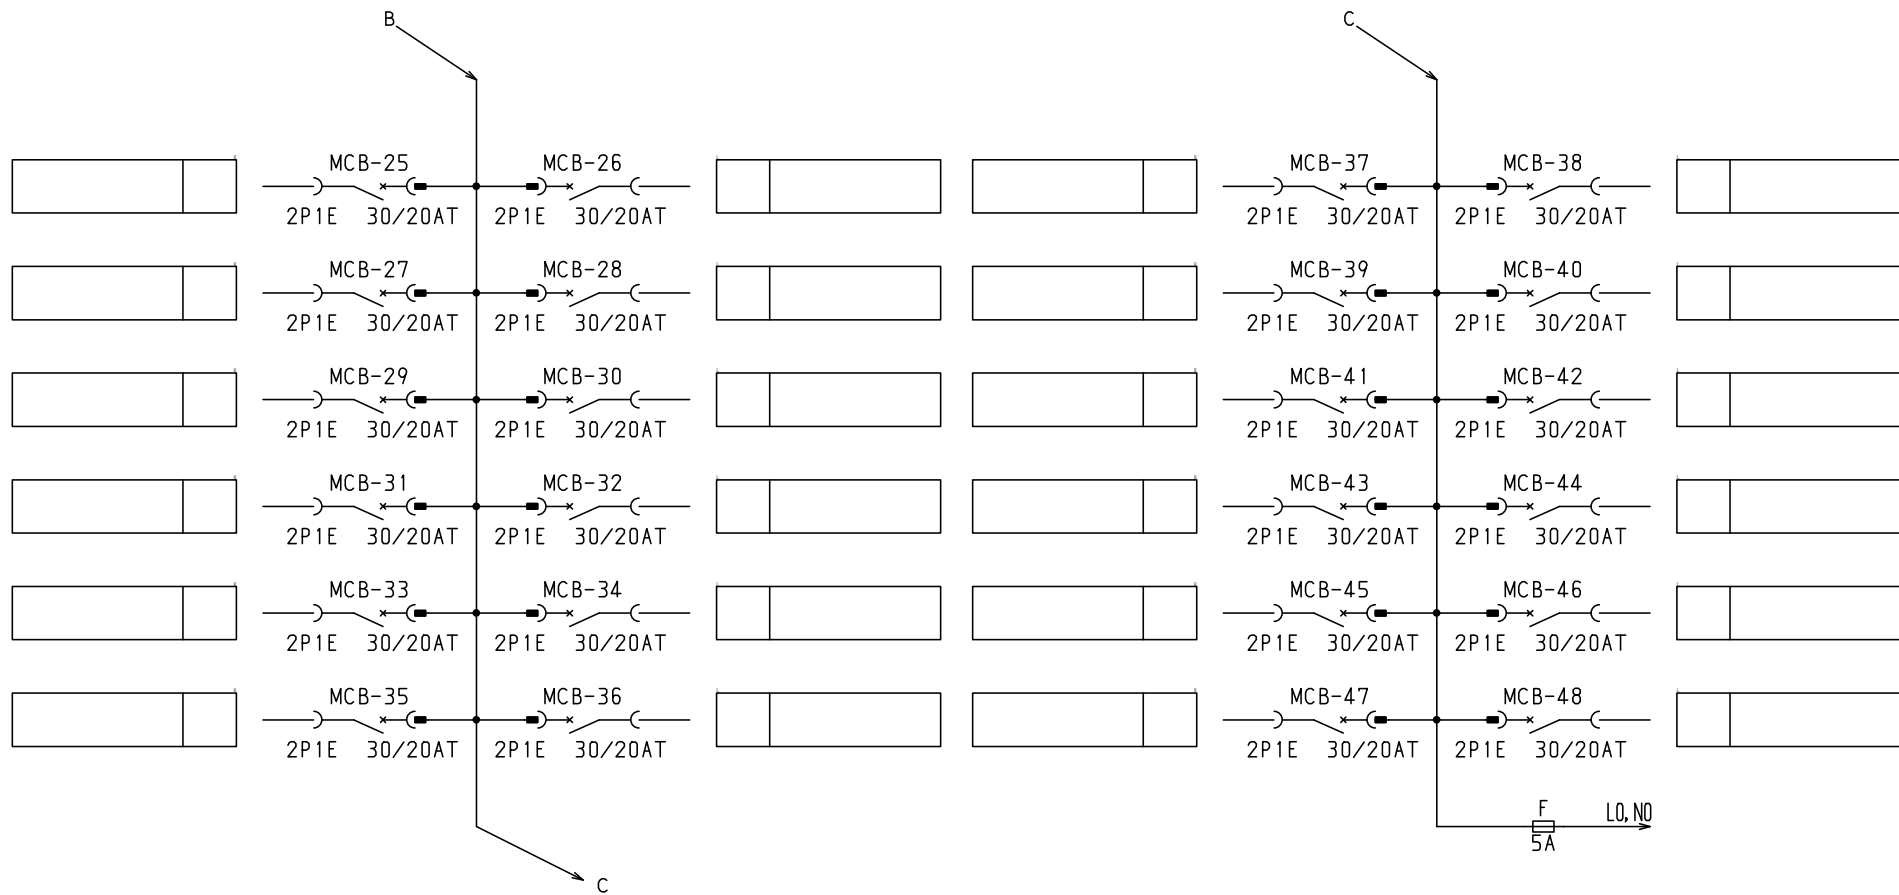 B
C
MCB-25 MCB-26 MCB-37 MCB-38
2P1E 30/20AT 2P1E 30/20AT 2P1E 30/20AT 2P1E 30/20AT
MCB-27 MCB-28 MCB-39 MCB-40
2P1E 30/20AT 2P1E 30/20AT 2P1E 30/20AT 2P1E 30/20AT
MCB-29 MCB-30 MCB-41 MCB-42
2P1E 30/20AT 2P1E 30/20AT 2P1E 30/20AT 2P1E 30/20AT
MCB-31 MCB-32 MCB-43 MCB-44
2P1E 30/20AT 2P1E 30/20AT 2P1E 30/20AT 2P1E 30/20AT
MCB-33 MCB-34 MCB-45 MCB-46
2P1E 30/20AT 2P1E 30/20AT 2P1E 30/20AT 2P1E 30/20AT
MCB-35 MCB-36 MCB-47 MCB-48
2P1E 30/20AT 2P1E 30/20AT 2P1E 30/20AT 2P1E 30/20AT
F L0,N0
5A
C